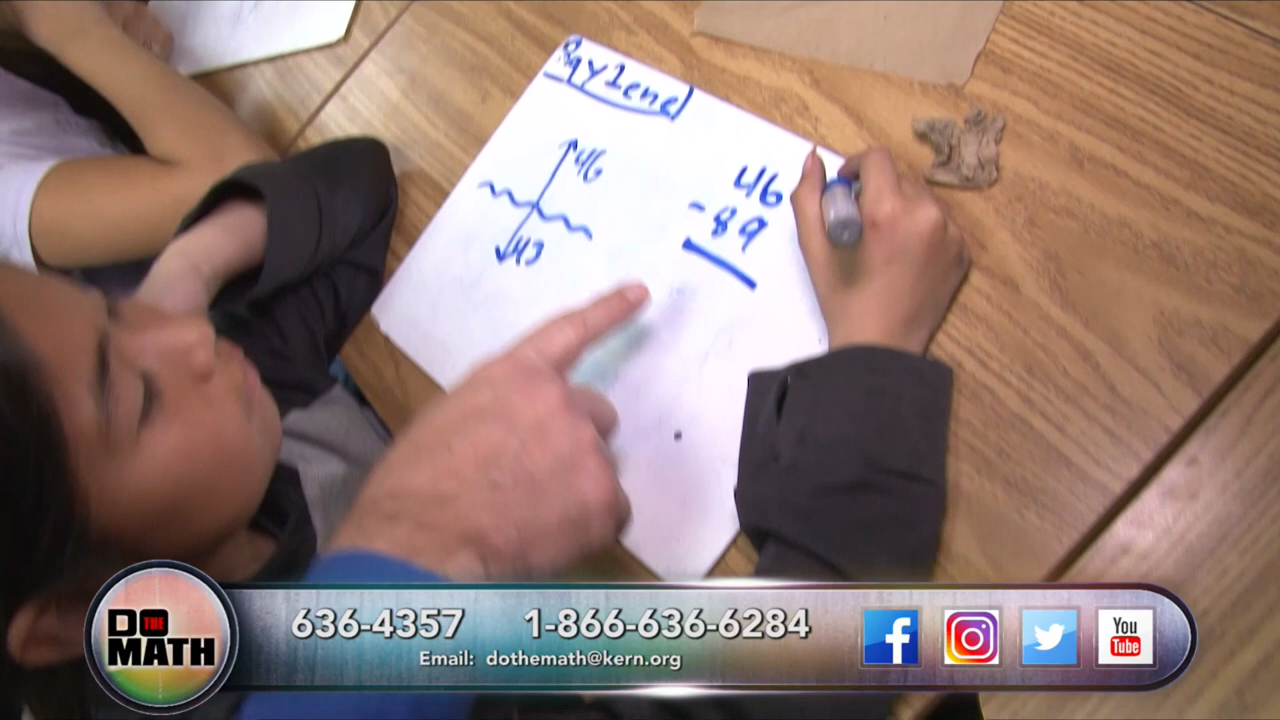 Raylene
46
43
46
- 89
DO THE MATH
636-4357 1-866-636-6284
Email: dothemath@kern.org
f
You Tube